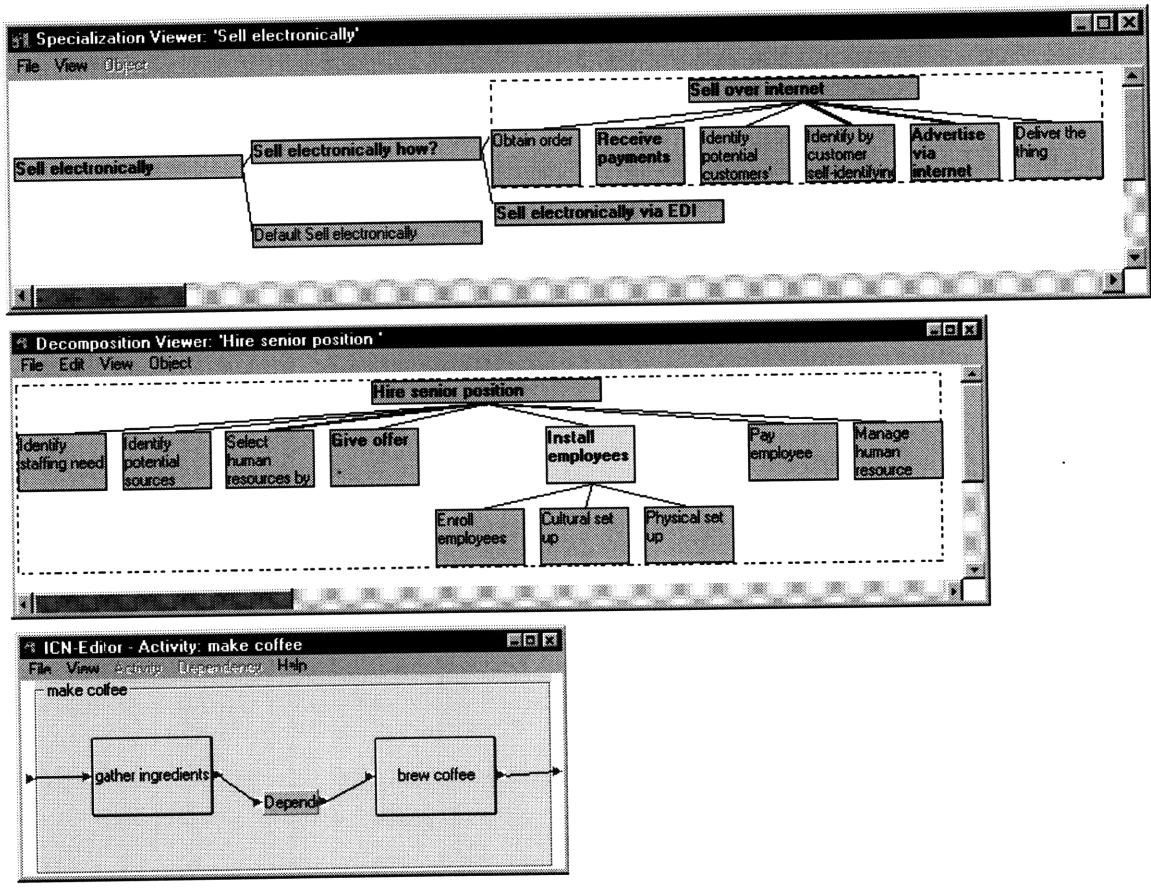 Specialization Viewer: 'Sell electronically'
File View Object
Sell over internet
Sell electronically
Sell electronically how?
Obtain order
Receive
payments
Identify
potential
customers'
Identify by
customer
self-identifying
Advertise
via
internet
Deliver the
thing
Sell electronically via EDI
Default Sell electronically
Decomposition Viewer: 'Hire senior position '
File Edit View Object
Hire senior position
Identify
staffing need
Identify
potential
sources
Select
human
resources by
Give offer
Install
employees
Pay
employee
Manage
human
resource
Enroll
employees
Cultural set
up
Physical set
up
ICN-Editor - Activity: make coffee
File View Activity Dependency Help
make coffee
gather ingredients
Depend
brew coffee